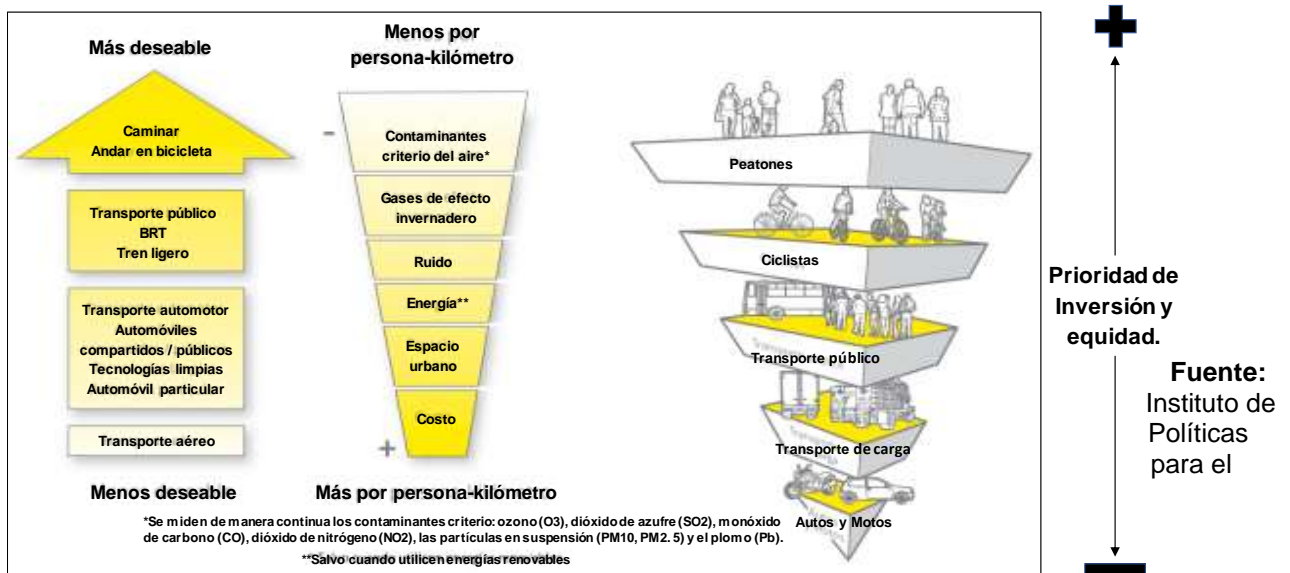 Más deseable
Caminar
Andar en bicicleta
Transporte público
BRT
Tren ligero
Transporte automotor
Automóviles
compartidos / públicos
Tecnologías limpias
Automóvil particular
Transporte aéreo
Menos deseable
Menos por
persona-kilómetro
-
Contaminantes
criterio del aire*
Gases de efecto
invernadero
Ruido
Energía**
Espacio
urbano
Costo
+
Más por persona-kilómetro
Peatones
Ciclistas
Transporte público
Transporte de carga
Autos y Motos
*Se miden de manera continua los contaminantes criterio: ozono (O3), dióxido de azufre (SO2), monóxido
de carbono (CO), dióxido de nitrógeno (NO2), las partículas en suspensión (PM10, PM2. 5) y el plomo (Pb).
**Salvo cuando utilicen energías renovables
+
Prioridad de
Inversión y
equidad.
-
Fuente:
Instituto de
Políticas
para el